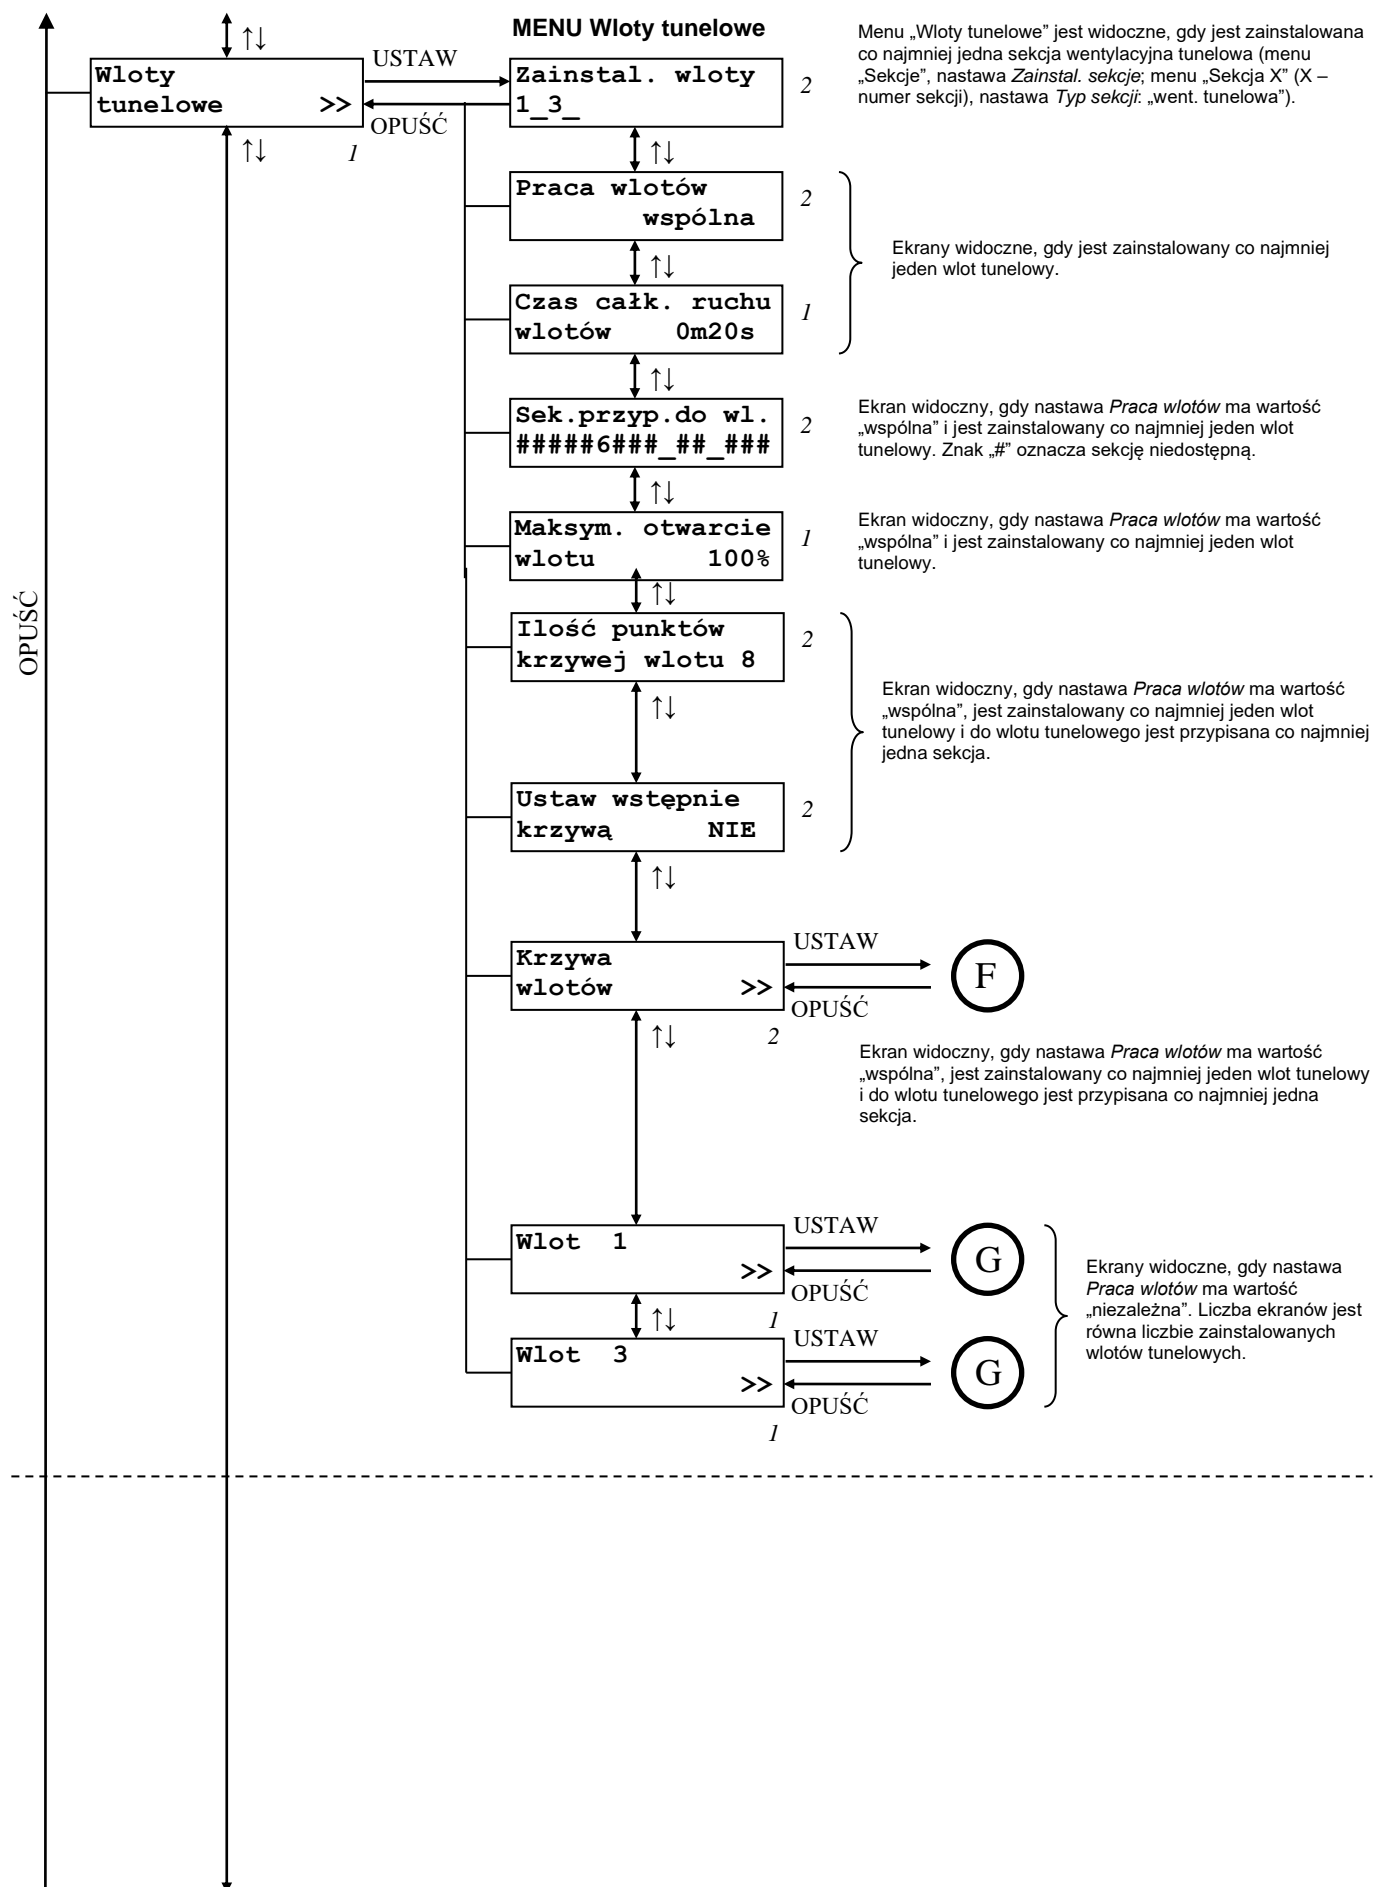 MENU Wloty tunelowe
Menu „Wloty tunelowe” jest widoczne, gdy jest zainstalowana
co najmniej jedna sekcja wentylacyjna tunelowa (menu
„Sekcje”, nastawa Zainstal. sekcje; menu „Sekcja X” (X –
numer sekcji), nastawa Typ sekcji: „went. tunelowa”).
↑↓
Wloty
tunelowe >>
1
↑↓
USTAW
OPUŚĆ
Zainstal. wloty
1_3_
2
↑↓
Praca wlotów
wspólna
2
↑↓
Ekrany widoczne, gdy jest zainstalowany co najmniej
jeden wlot tunelowy.
Czas całk. ruchu
wlotów 0m20s
1
↑↓
Sek.przyp.do wl.
#####6###_##_###
2
Ekran widoczny, gdy nastawa Praca wlotów ma wartość
„wspólna” i jest zainstalowany co najmniej jeden wlot
tunelowy. Znak „#” oznacza sekcję niedostępną.
↑↓
Maksym. otwarcie
wlotu 100%
1
Ekran widoczny, gdy nastawa Praca wlotów ma wartość
„wspólna” i jest zainstalowany co najmniej jeden wlot
tunelowy.
↑↓
OPUŚĆ
Ilość punktów
krzywej wlotu 8
2
↑↓
Ekran widoczny, gdy nastawa Praca wlotów ma wartość
„wspólna”, jest zainstalowany co najmniej jeden wlot
tunelowy i do wlotu tunelowego jest przypisana co najmniej
jedna sekcja.
Ustaw wstępnie
krzywą NIE
2
↑↓
Krzywa
wlotów >>
2
USTAW
OPUŚĆ
F
↑↓
Ekran widoczny, gdy nastawa Praca wlotów ma wartość
„wspólna”, jest zainstalowany co najmniej jeden wlot tunelowy
i do wlotu tunelowego jest przypisana co najmniej jedna
sekcja.
Wlot 1
>>
1
USTAW
OPUŚĆ
G
↑↓
Ekrany widoczne, gdy nastawa
Praca wlotów ma wartość
„niezależna”. Liczba ekranów jest
równa liczbie zainstalowanych
wlotów tunelowych.
Wlot 3
>>
1
USTAW
OPUŚĆ
G